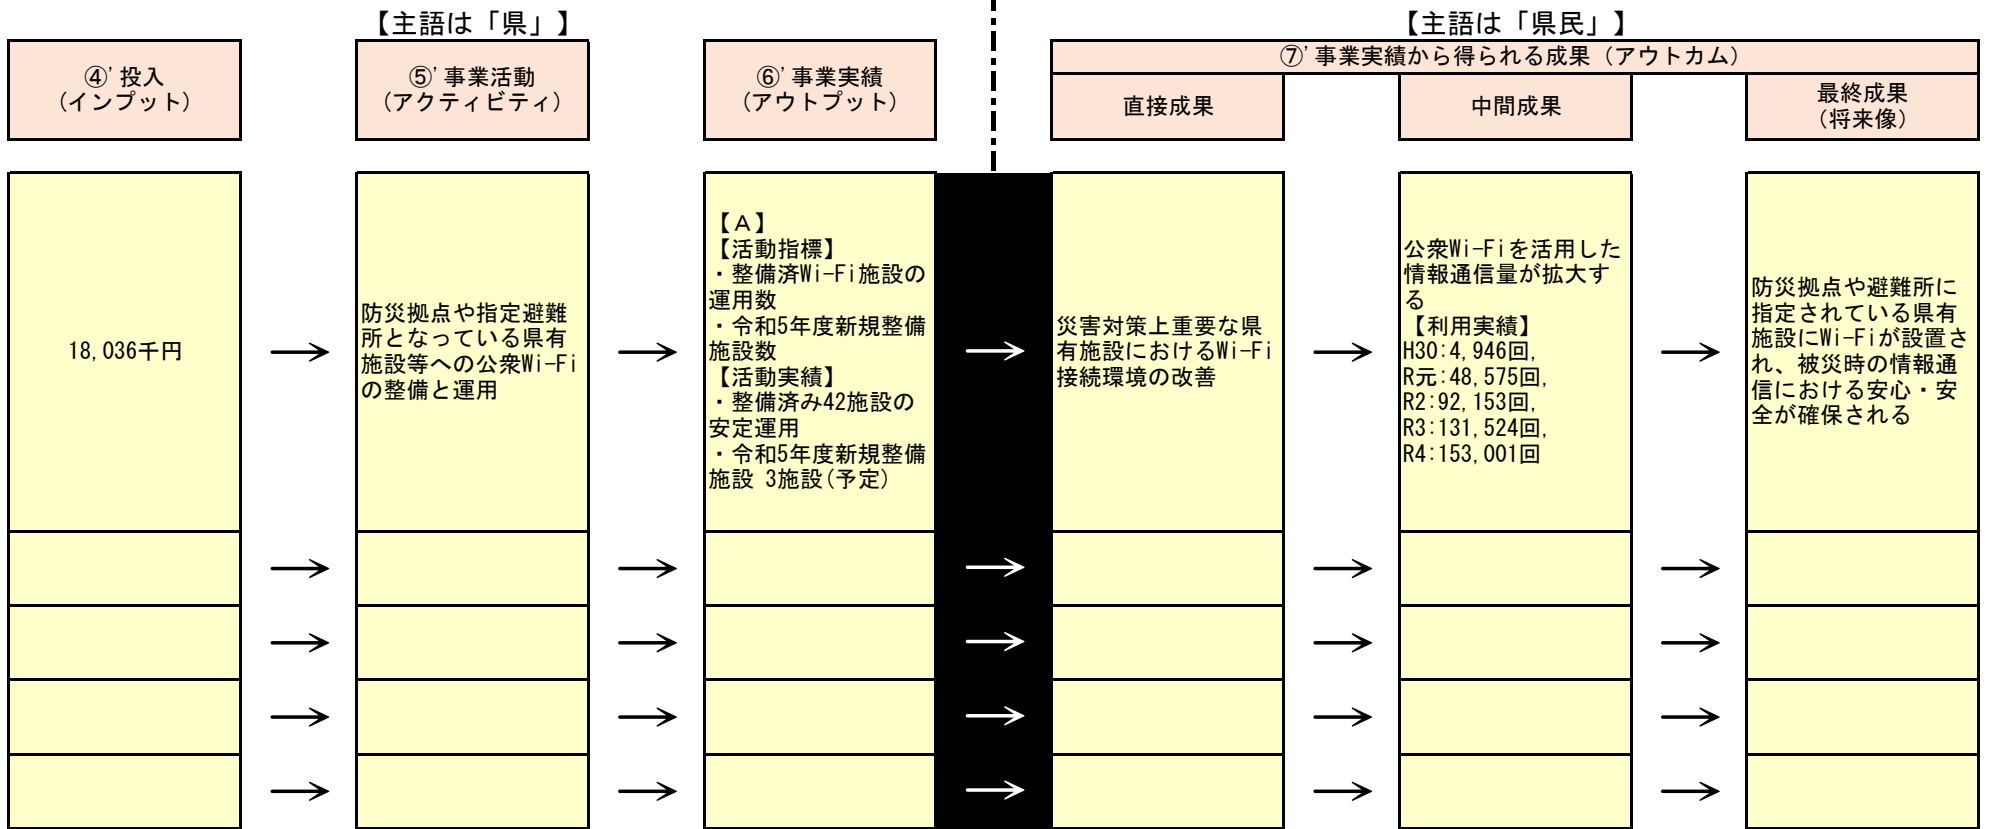 【主語は「県」】
【主語は「県民」】
④' 投入
（インプット）
⑤' 事業活動
（アクティビティ）
⑥' 事業実績
（アウトプット）
⑦' 事業実績から得られる成果（アウトカム）
直接成果
中間成果
最終成果
（将来像）
18,036千円
防災拠点や指定避難
所となっている県有
施設等への公衆Wi-Fi
の整備と運用
【Ａ】
【活動指標】
・整備済Wi-Fi施設の
運用数
・令和5年度新規整備
施設数
【活動実績】
・整備済み42施設の
安定運用
・令和5年度新規整備
施設 3施設(予定)
災害対策上重要な県
有施設におけるWi-Fi
接続環境の改善
公衆Wi-Fiを活用した
情報通信量が拡大す
る
【利用実績】
H30:4,946回,
R元:48,575回,
R2:92,153回,
R3:131,524回,
R4:153,001回
防災拠点や避難所に
指定されている県有
施設にWi-Fiが設置さ
れ、被災時の情報通
信における安心・安
全が確保される